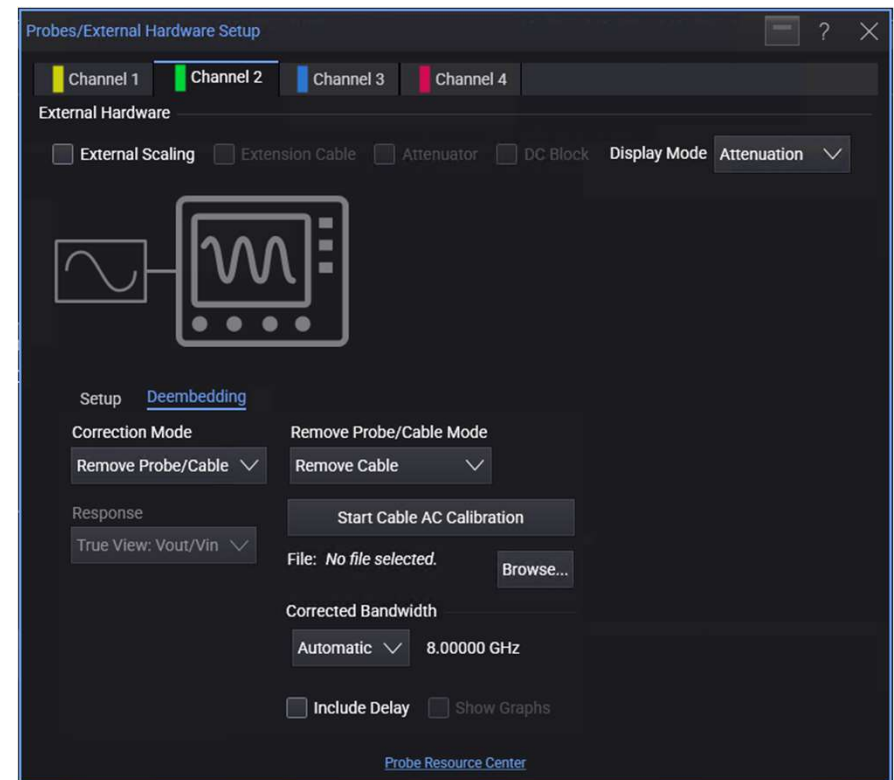 Probes/External Hardware Setup
?
Channel 1 Channel 2 Channel 3 Channel 4
External Hardware
External Scaling Extension Cable Attenuator DC Block Display Mode Attenuation
Setup Deembedding
Correction Mode Remove Probe/Cable Mode
Remove Probe/Cable Remove Cable
Response Start Cable AC Calibration
True View: Vout/Vin
File: No file selected. Browse...
Corrected Bandwidth
Automatic 8.00000 GHz
Include Delay Show Graphs
Probe Resource Center